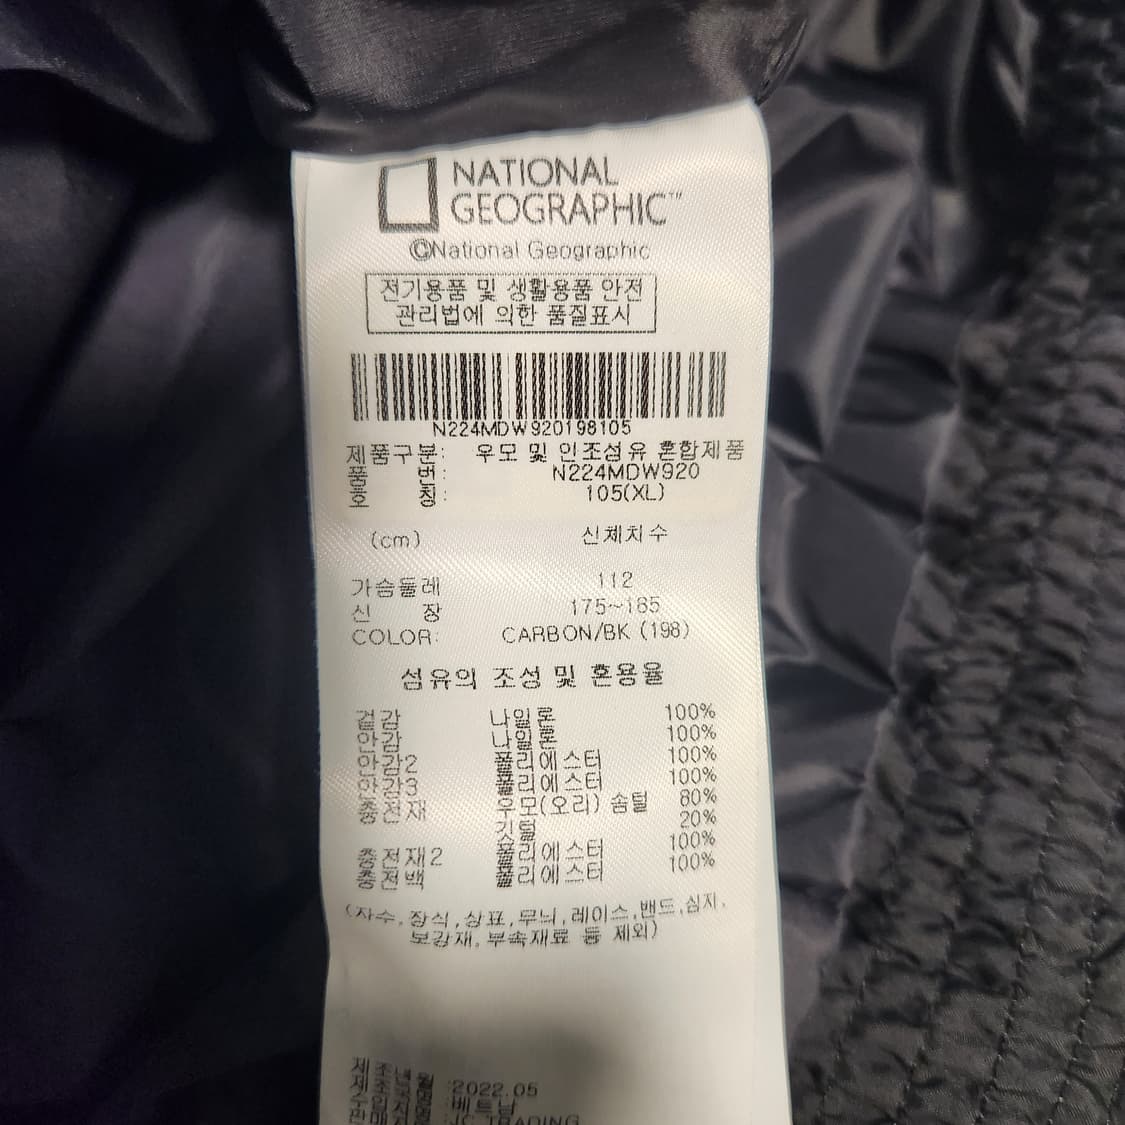 NATIONAL
GEOGRAPHIC™
©National Geographic
전기용품 및 생활용품 안전
관리법에 의한 품질표시
N224MDW920198105
제품구분: 우모 및 인조섬유 혼합제품
품 번: N224MDW920
호 칭: 105(XL)
(cm) 신체치수
가슴둘레 112
신 장 175~185
COLOR: CARBON/BK (198)
섬유의 조성 및 혼용율
겉감 나일론 100%
안감 나일론 100%
안감2 폴리에스터 100%
안감3 폴리에스터 100%
충전재 우모(오리) 솜털 80%
깃털 20%
충전재2 폴리에스터 100%
충전백 폴리에스터 100%
(자수,장식,상표,무늬,레이스,밴드,심지,
보강재, 부속재료 등 제외)
:2022.05
:베트남
:JC TRADING